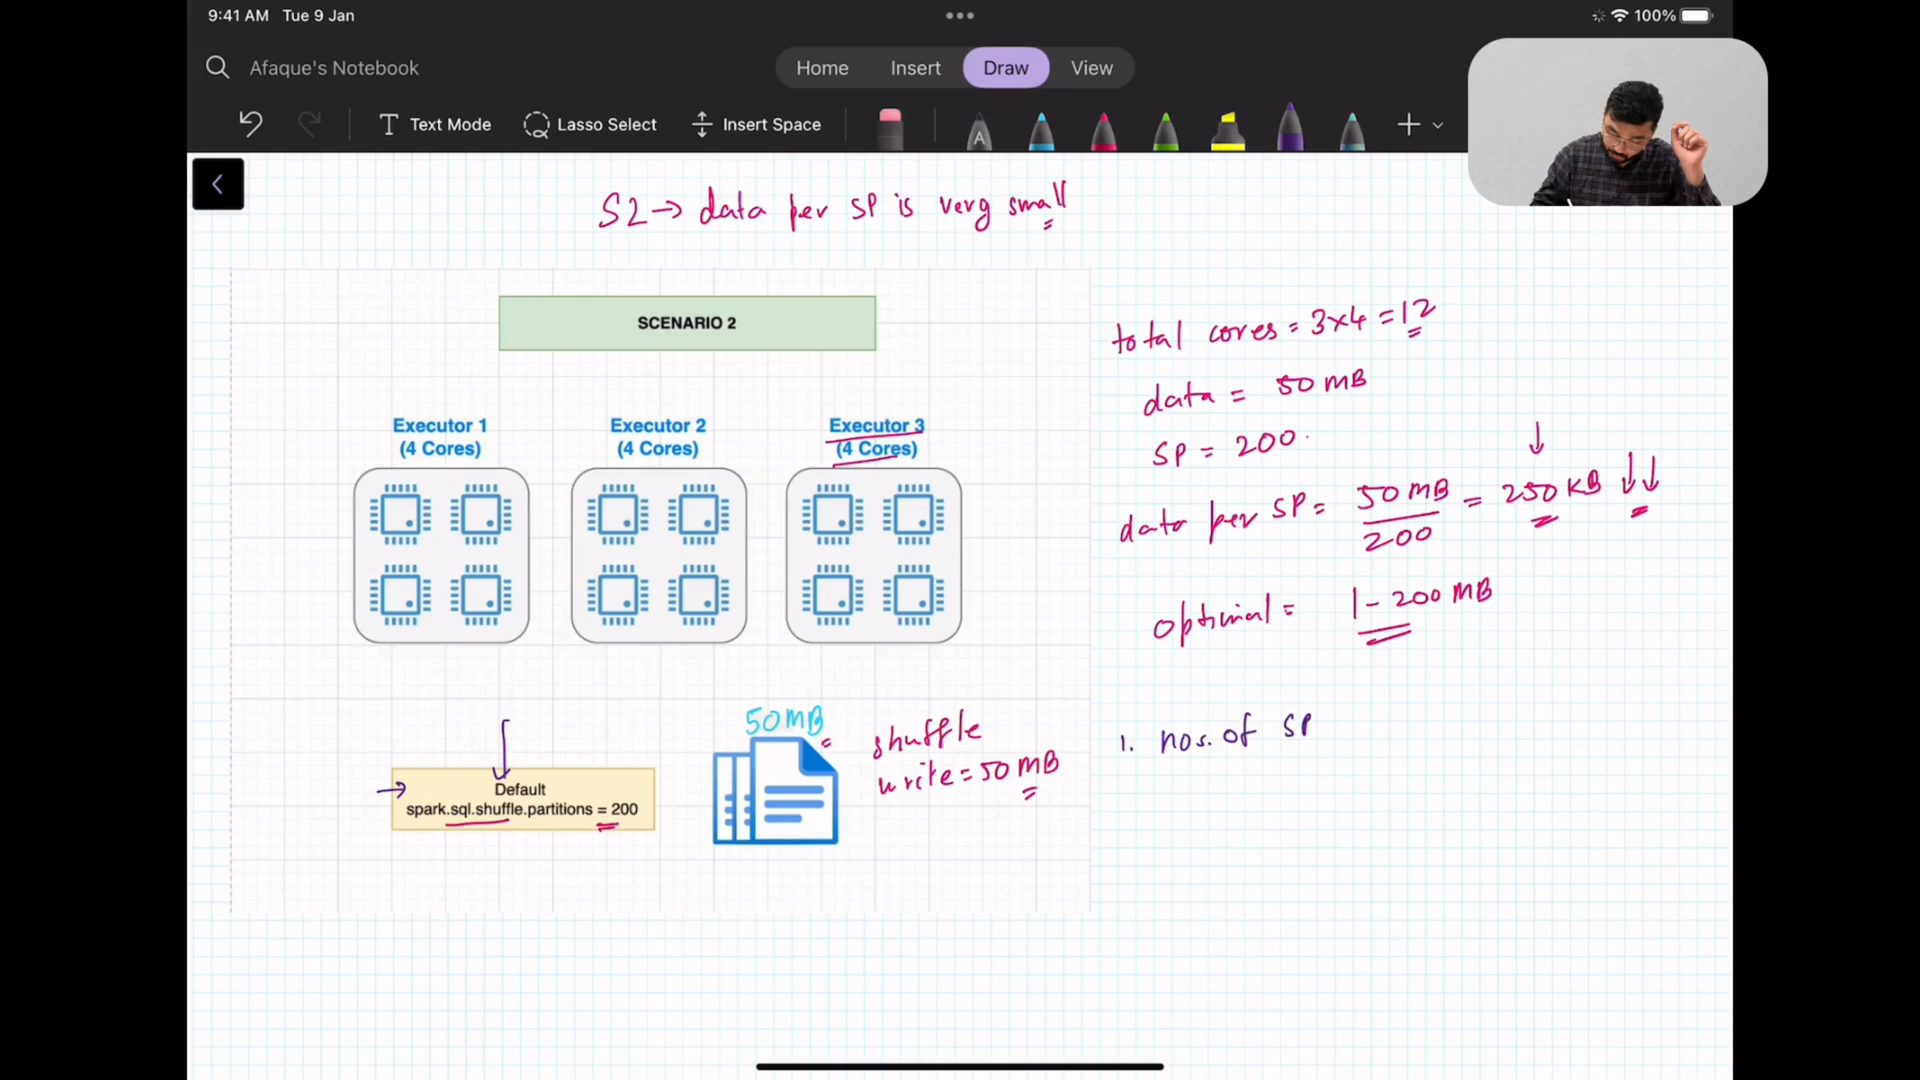 9:41 AM Tue 9 Jan
100%
Afaque's Notebook
Home Insert Draw View
Text Mode Lasso Select Insert Space
A
S2 → data per SP is very small
SCENARIO 2
Executor 1
(4 Cores)
Executor 2
(4 Cores)
Executor 3
(4 Cores)
Default
spark.sql.shuffle.partitions = 200
50MB
shuffle
write = 50 MB
total cores = 3x4 = 12
data = 50 MB
SP = 200
data per SP = 50 MB / 200 = 250 KB ↓↓
optimal = 1 - 200 MB
1. nos. of SP